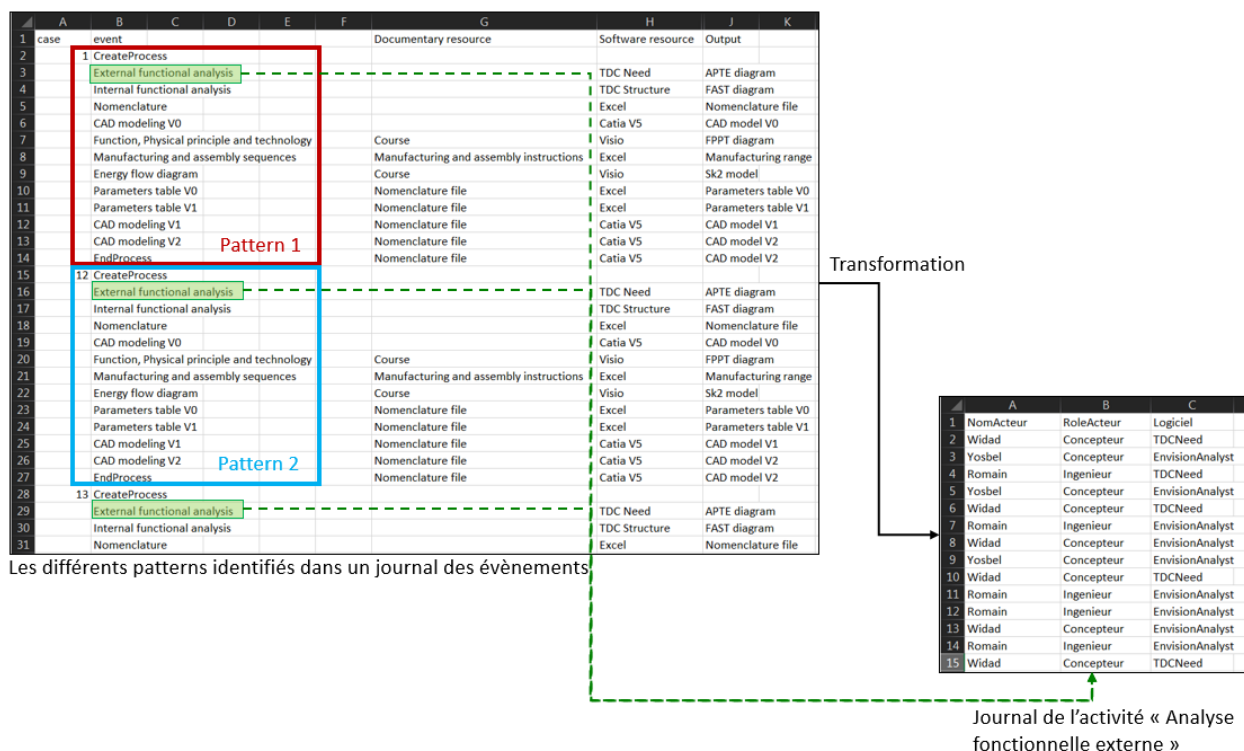 A B C D E F G H J K
1 case event Documentary resource Software resource Output
2 1 CreateProcess
3 External functional analysis TDC Need APTE diagram
4 Internal functional analysis TDC Structure FAST diagram
5 Nomenclature Excel Nomenclature file
6 CAD modeling V0 Catia V5 CAD model V0
7 Function, Physical principle and technology Course Visio FPPT diagram
8 Manufacturing and assembly sequences Manufacturing and assembly instructions Excel Manufacturing range
9 Energy flow diagram Course Visio Sk2 model
10 Parameters table V0 Nomenclature file Excel Parameters table V0
11 Parameters table V1 Nomenclature file Excel Parameters table V1
12 CAD modeling V1 Nomenclature file Catia V5 CAD model V1
13 CAD modeling V2 Nomenclature file Catia V5 CAD model V2
Pattern 1
14 EndProcess Nomenclature file Catia V5 CAD model V2
15 12 CreateProcess
16 External functional analysis TDC Need APTE diagram
17 Internal functional analysis TDC Structure FAST diagram
18 Nomenclature Excel Nomenclature file
19 CAD modeling V0 Catia V5 CAD model V0
20 Function, Physical principle and technology Course Visio FPPT diagram
21 Manufacturing and assembly sequences Manufacturing and assembly instructions Excel Manufacturing range
22 Energy flow diagram Course Visio Sk2 model
23 Parameters table V0 Nomenclature file Excel Parameters table V0
24 Parameters table V1 Nomenclature file Excel Parameters table V1
25 CAD modeling V1 Nomenclature file Catia V5 CAD model V1
26 CAD modeling V2 Nomenclature file Catia V5 CAD model V2
Pattern 2
27 EndProcess Nomenclature file Catia V5 CAD model V2
28 13 CreateProcess
29 External functional analysis TDC Need APTE diagram
30 Internal functional analysis TDC Structure FAST diagram
31 Nomenclature Excel Nomenclature file
Les différents patterns identifiés dans un journal des évènements
Transformation
A B C
1 NomActeur RoleActeur Logiciel
2 Widad Concepteur TDCNeed
3 Yosbel Concepteur EnvisionAnalyst
4 Romain Ingenieur TDCNeed
5 Yosbel Concepteur EnvisionAnalyst
6 Widad Concepteur TDCNeed
7 Romain Ingenieur EnvisionAnalyst
8 Widad Concepteur EnvisionAnalyst
9 Yosbel Concepteur EnvisionAnalyst
10 Widad Concepteur TDCNeed
11 Romain Ingenieur EnvisionAnalyst
12 Romain Ingenieur EnvisionAnalyst
13 Widad Concepteur EnvisionAnalyst
14 Romain Ingenieur EnvisionAnalyst
15 Widad Concepteur TDCNeed
Journal de l'activité « Analyse
fonctionnelle externe »